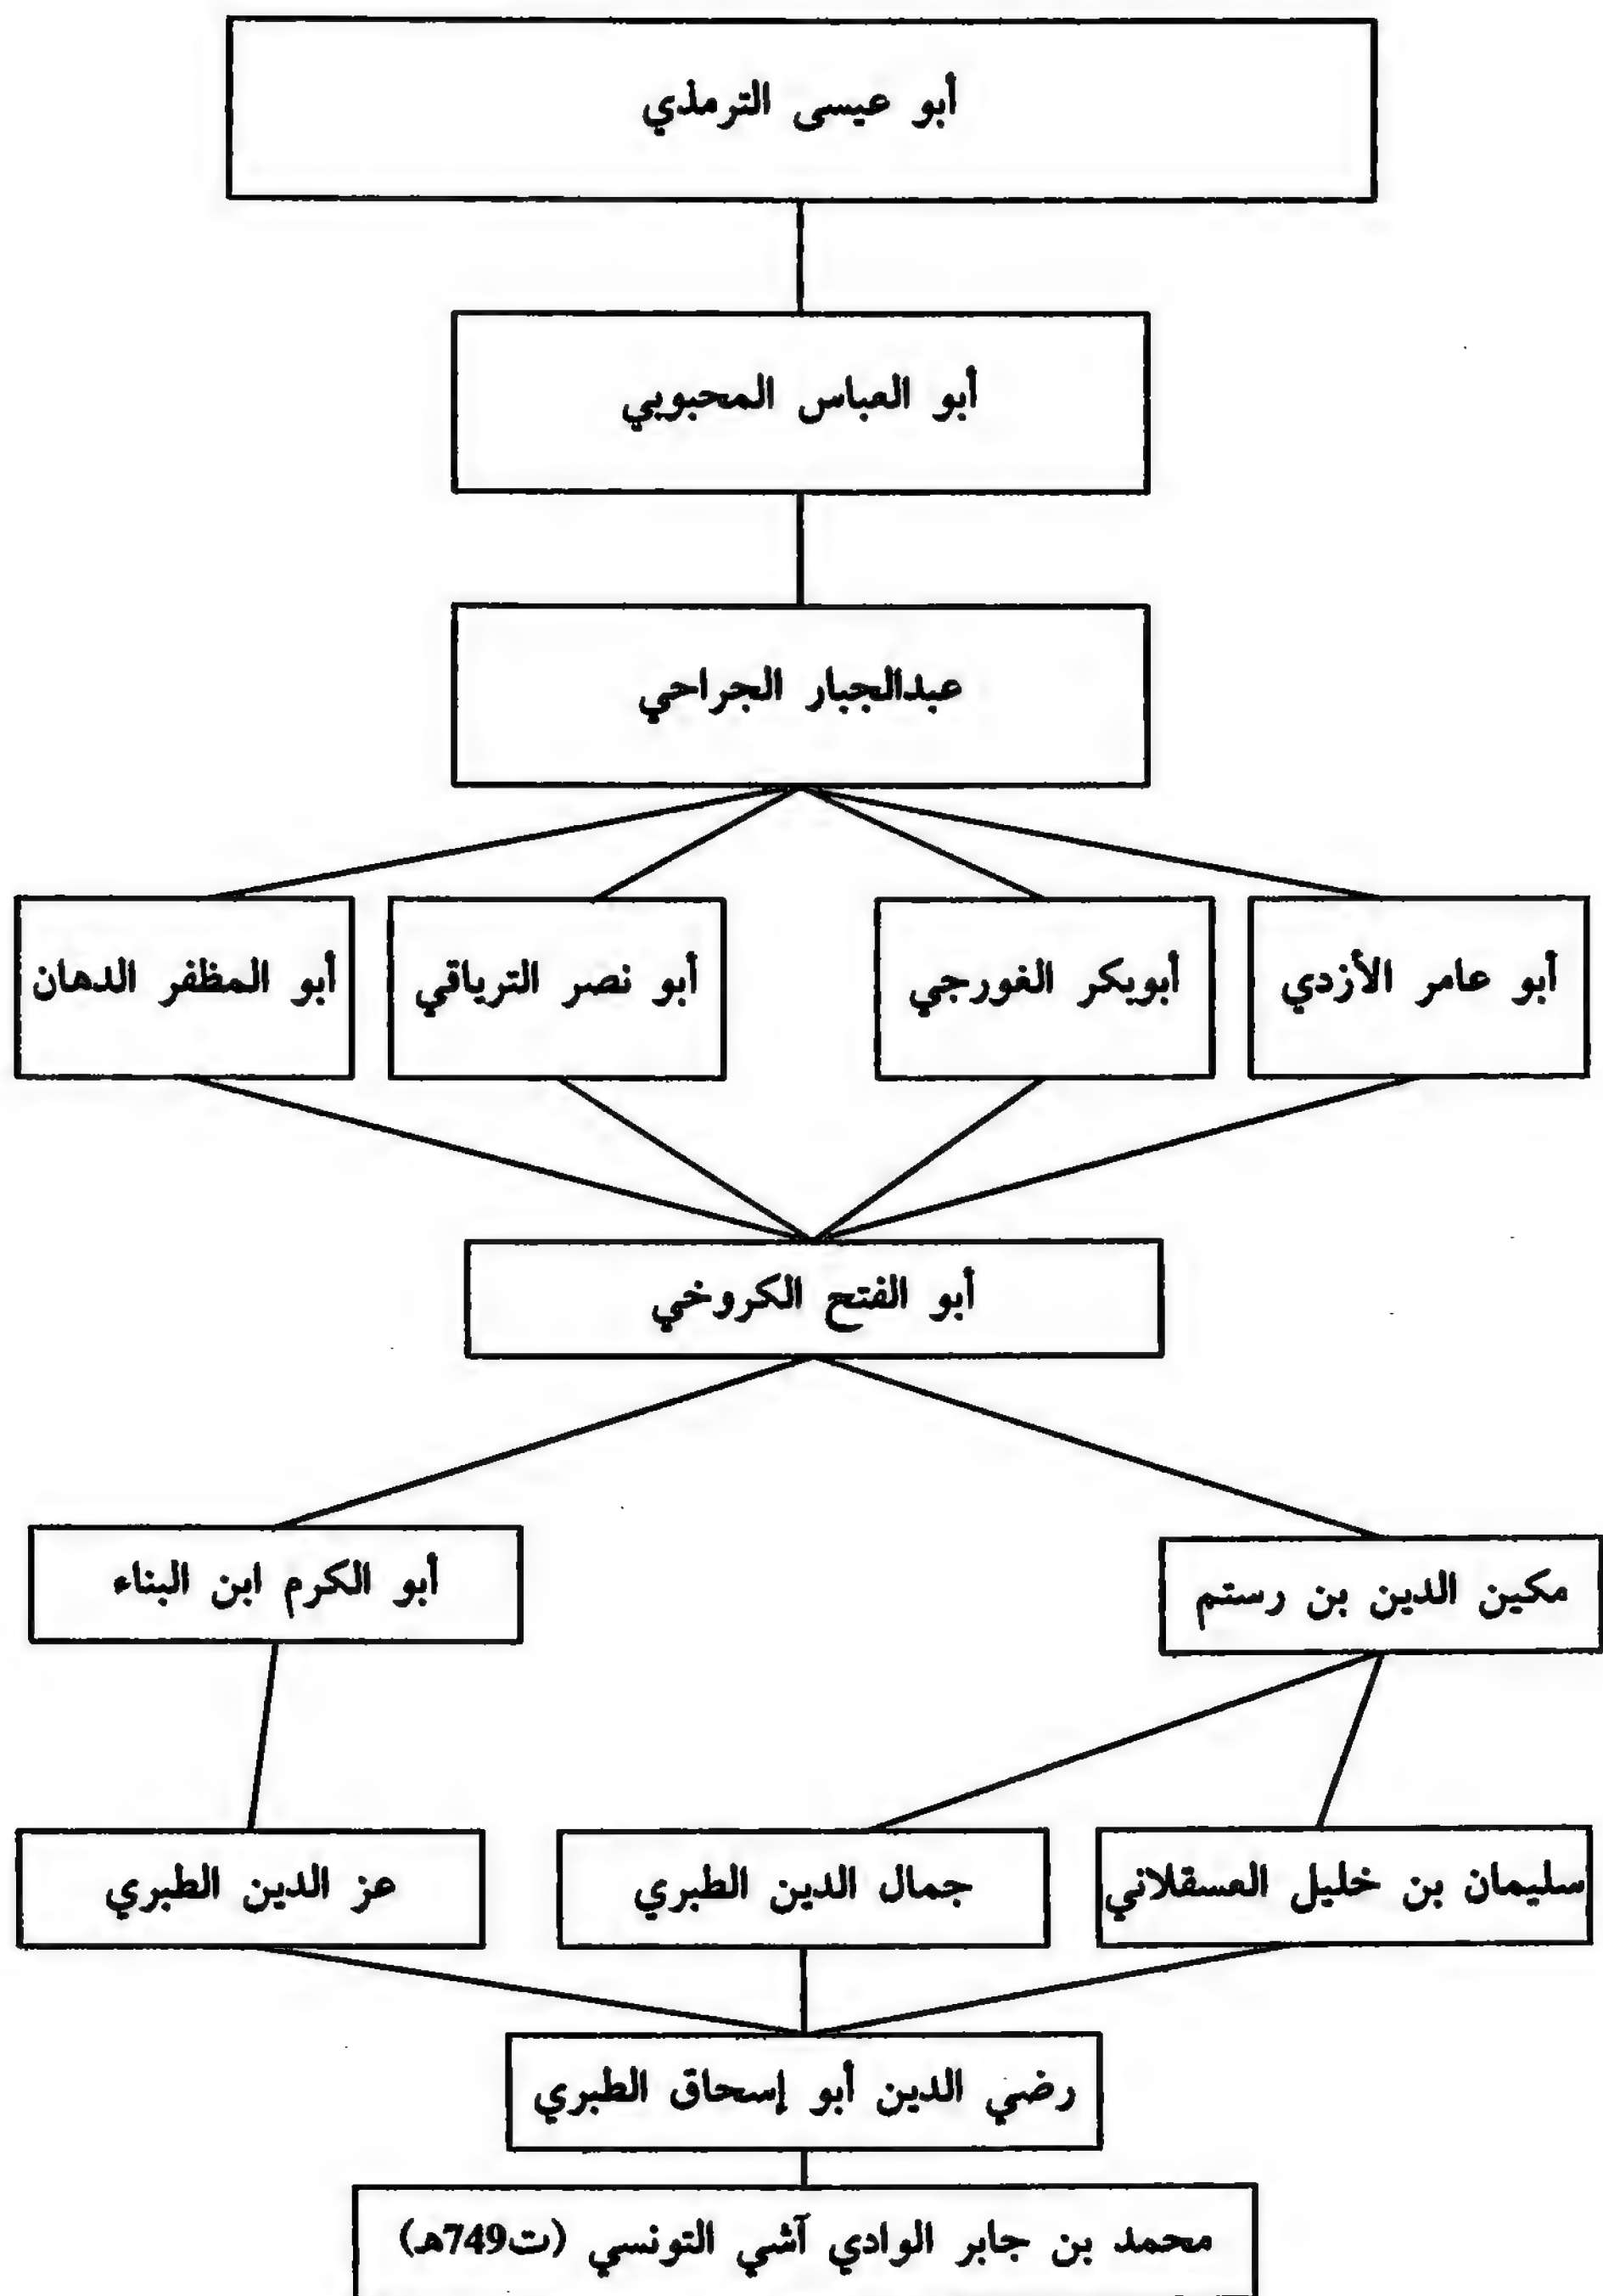 أبو عيسى الترمذي
أبو العباس المحبوبي
عبدالجبار الجراحي
أبو عامر الأزدي
أبوبكر الغورجي
أبو نصر الترياقي
أبو المظفر الدهان
أبو الفتح الكروخي
مكين الدين بن رستم
أبو الكرم ابن البناء
سليمان بن خليل العسقلاني
جمال الدين الطبري
عز الدين الطبري
رضي الدين أبو إسحاق الطبري
محمد بن جابر الوادي آشي التونسي (ت749هـ)